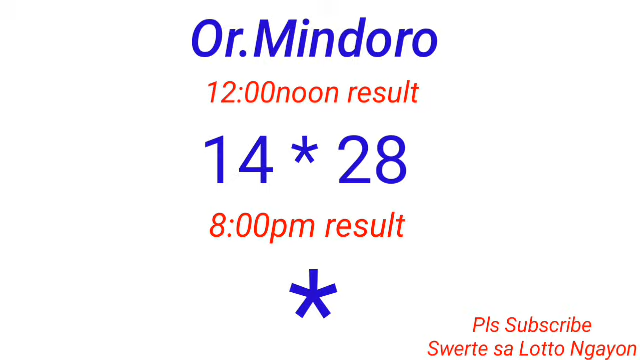 Or.Mindoro
12:00noon result
14 * 28
8:00pm result
*
Pls Subscribe
Swerte sa Lotto Ngayon